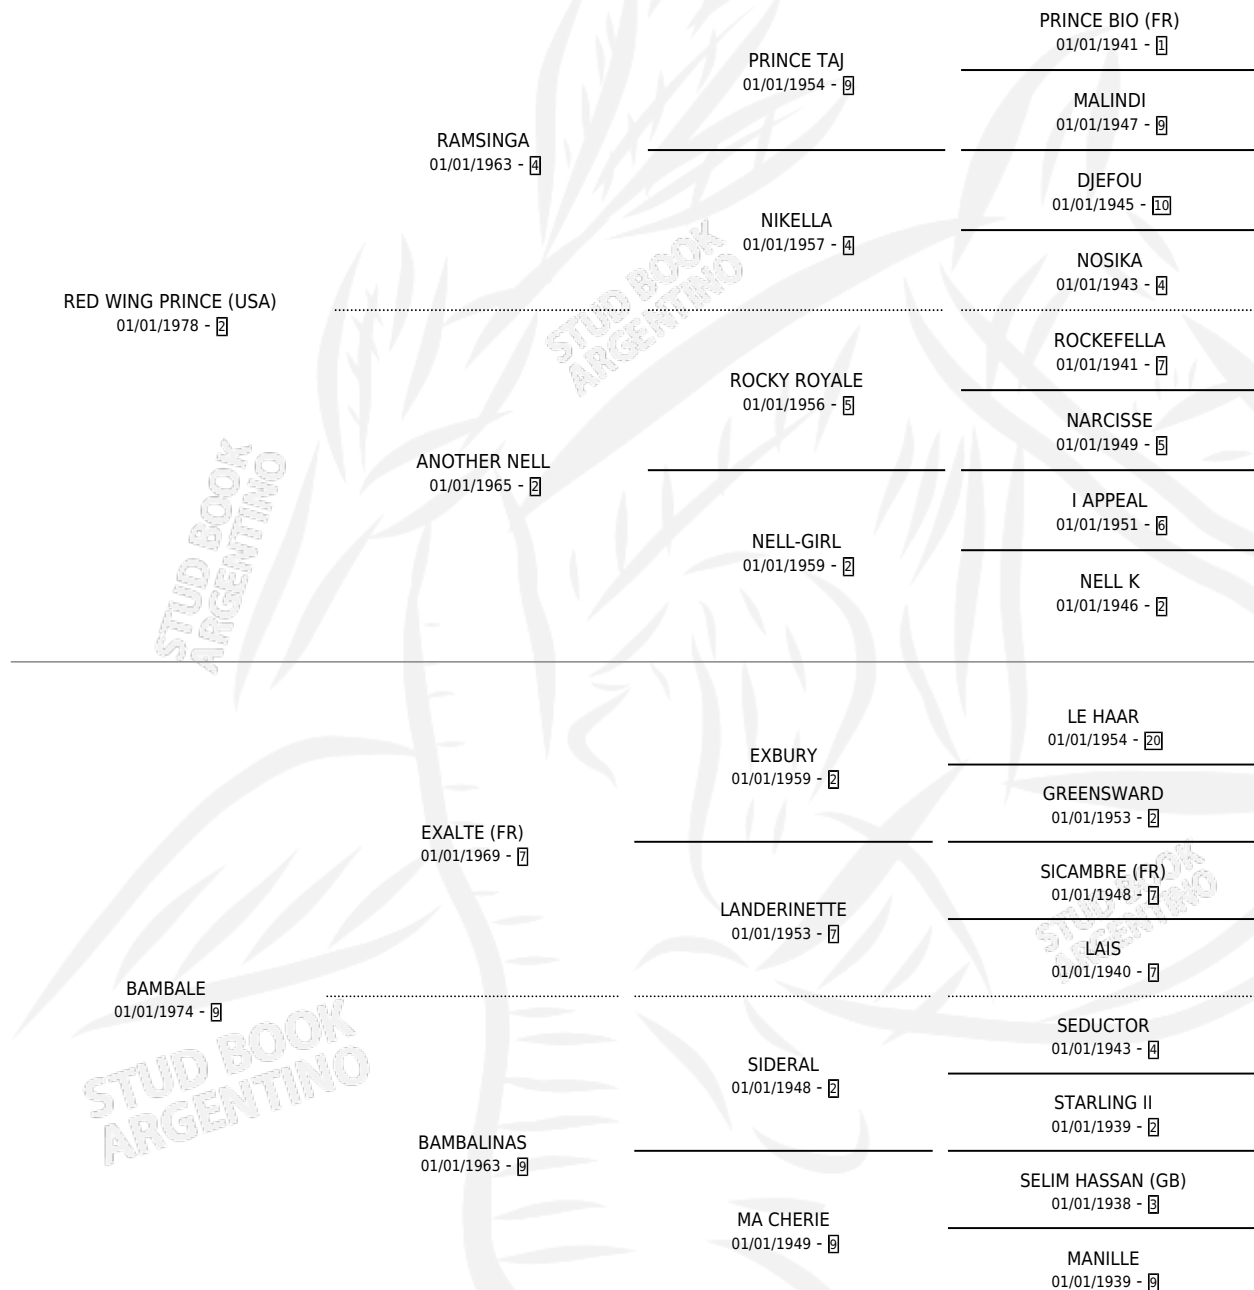 PRINCE BIO (FR)
01/01/1941 - 1
PRINCE TAJ
01/01/1954 - 9
MALINDI
01/01/1947 - 9
RAMSINGA
01/01/1963 - 4
DJEFOU
01/01/1945 - 10
NIKELLA
01/01/1957 - 4
NOSIKA
01/01/1943 - 4
RED WING PRINCE (USA)
01/01/1978 - 2
ROCKEFELLA
01/01/1941 - 7
ROCKY ROYALE
01/01/1956 - 5
NARCISSE
01/01/1949 - 5
ANOTHER NELL
01/01/1965 - 2
I APPEAL
01/01/1951 - 6
NELL-GIRL
01/01/1959 - 2
NELL K
01/01/1946 - 2
LE HAAR
01/01/1954 - 20
EXBURY
01/01/1959 - 2
GREENSWARD
01/01/1953 - 2
EXALTE (FR)
01/01/1969 - 7
SICAMBRE (FR)
01/01/1948 - 7
LANDERINETTE
01/01/1953 - 7
LAIS
01/01/1940 - 7
BAMBALE
01/01/1974 - 9
SEDUCTOR
01/01/1943 - 4
SIDERAL
01/01/1948 - 2
STARLING II
01/01/1939 - 2
BAMBALINAS
01/01/1963 - 9
SELIM HASSAN (GB)
01/01/1938 - 3
MA CHERIE
01/01/1949 - 9
MANILLE
01/01/1939 - 9
STUD BOOK
ARGENTINO
STUD BOOK
ARGENTINO
STUD BOOK
ARGENTINO
STUD BOOK
ARGENTINO